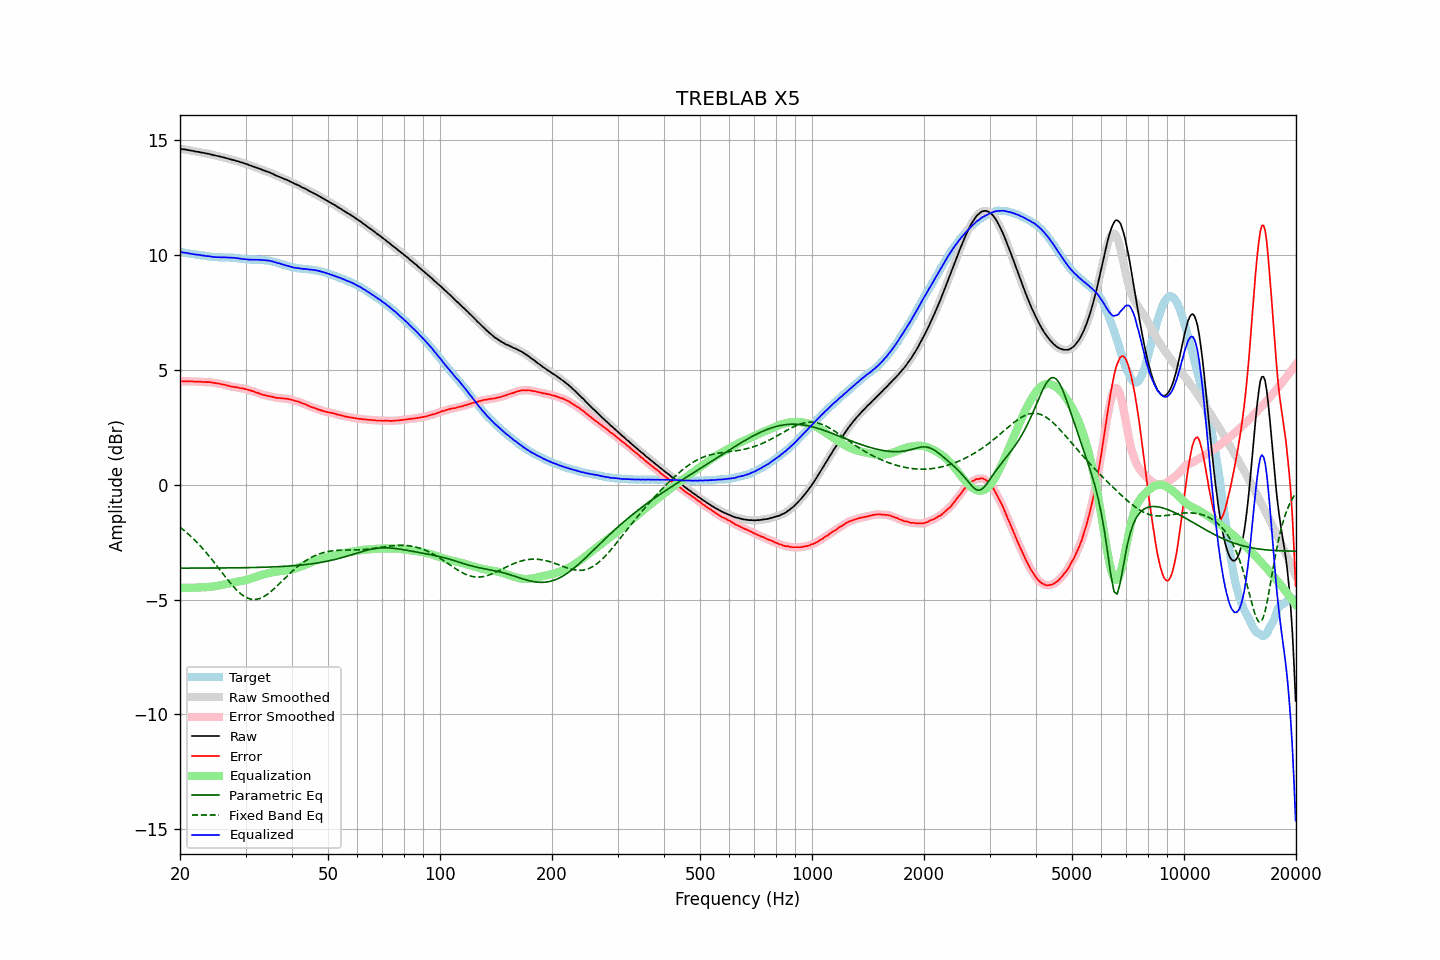 TREBLAB X5
Amplitude (dBr)
15
10
5
0
−5
−10
−15
Target
Raw Smoothed
Error Smoothed
Raw
Error
Equalization
Parametric Eq
Fixed Band Eq
Equalized
20 50 100 200 500 1000 2000 5000 10000 20000
Frequency (Hz)